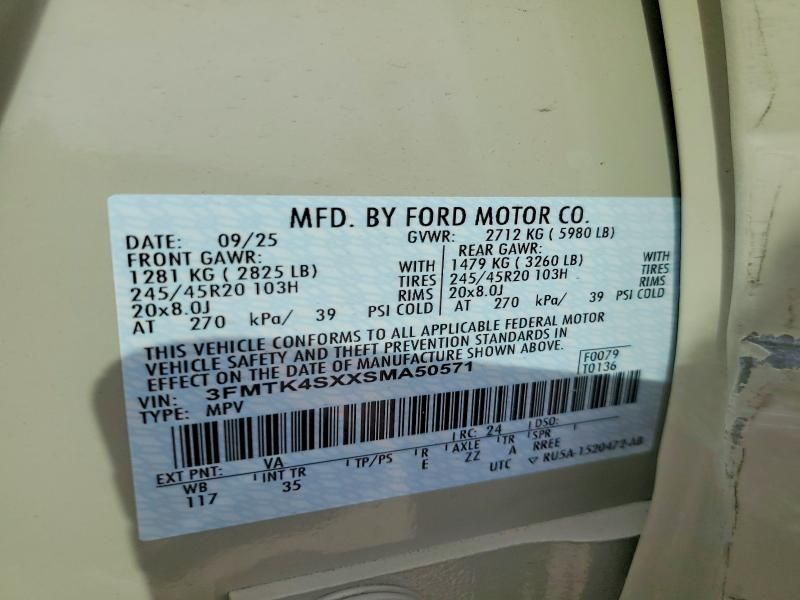 MFD. BY FORD MOTOR CO.
DATE: 09/25 GVWR: 2712 KG ( 5980 LB)
FRONT GAWR: REAR GAWR:
1281 KG ( 2825 LB) WITH 1479 KG ( 3260 LB) WITH
245/45R20 103H TIRES 245/45R20 103H TIRES
20x8.0J RIMS 20x8.0J RIMS
AT 270 kPa/ 39 PSI COLD AT 270 kPa/ 39 PSI COLD
THIS VEHICLE CONFORMS TO ALL APPLICABLE FEDERAL MOTOR
VEHICLE SAFETY AND THEFT PREVENTION STANDARDS IN
EFFECT ON THE DATE OF MANUFACTURE SHOWN ABOVE.
VIN: 3FMTK4SXXSMA50571 F0079
TYPE: MPV T0136
RC: 24 DSO:
EXT PNT: VA
WB INT TR TP/PS R AXLE TR SPR
117 35 E ZZ A RREE
UTC RU5A-1520472-AB